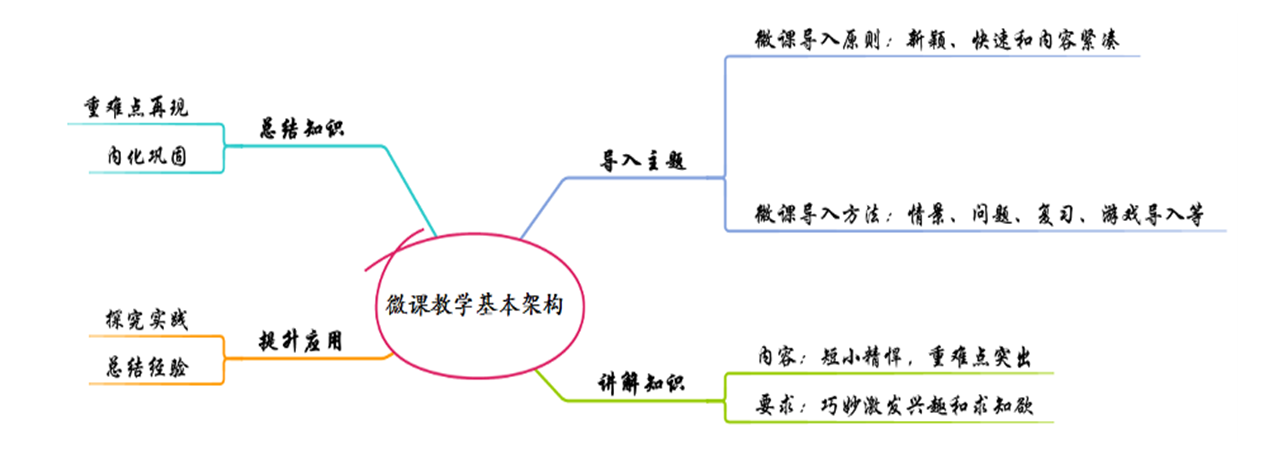 微课教学基本架构
导入主题
微课导入原则：新颖、快速和内容紧凑
微课导入方法：情景、问题、复习、游戏导入等
讲解知识
内容：短小精悍，重难点突出
要求：巧妙激发兴趣和求知欲
提升应用
探究实践
总结经验
总结知识
重难点再现
内化巩固